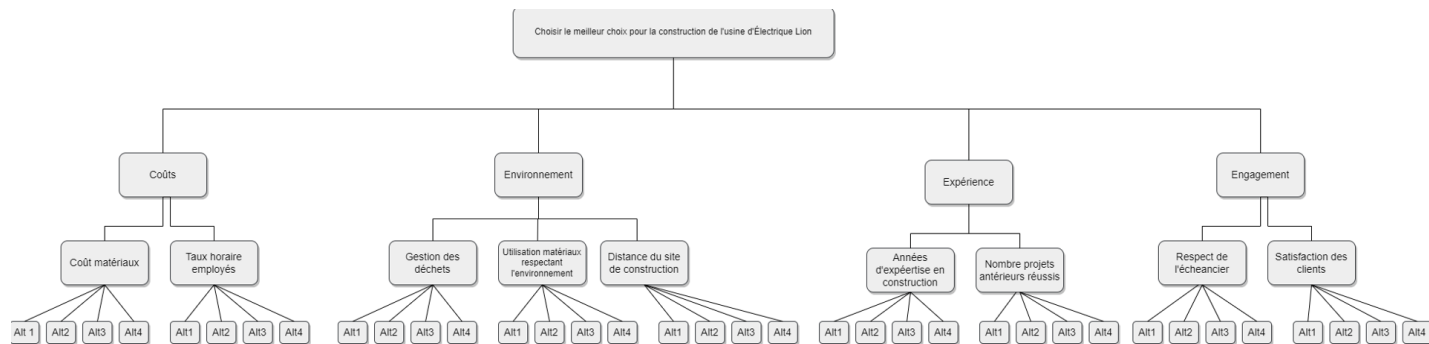 Choisir le meilleur choix pour la construction de l'usine d'Électrique Lion
Coûts
Environnement
Expérience
Engagement
Coût matériaux
Taux horaire
employés
Gestion des
déchets
Utilisation matériaux
respectant
l'environnement
Distance du site
de construction
Années
d'expéertise en
construction
Nombre projets
antérieurs réussis
Respect de
l'écheancier
Satisfaction des
clients
Alt 1 Alt2 Alt3 Alt4 Alt1 Alt2 Alt3 Alt4 Alt1 Alt2 Alt3 Alt4 Alt1 Alt2 Alt3 Alt4 Alt1 Alt2 Alt3 Alt4 Alt1 Alt2 Alt3 Alt4 Alt1 Alt2 Alt3 Alt4 Alt1 Alt2 Alt3 Alt4 Alt1 Alt2 Alt3 Alt4